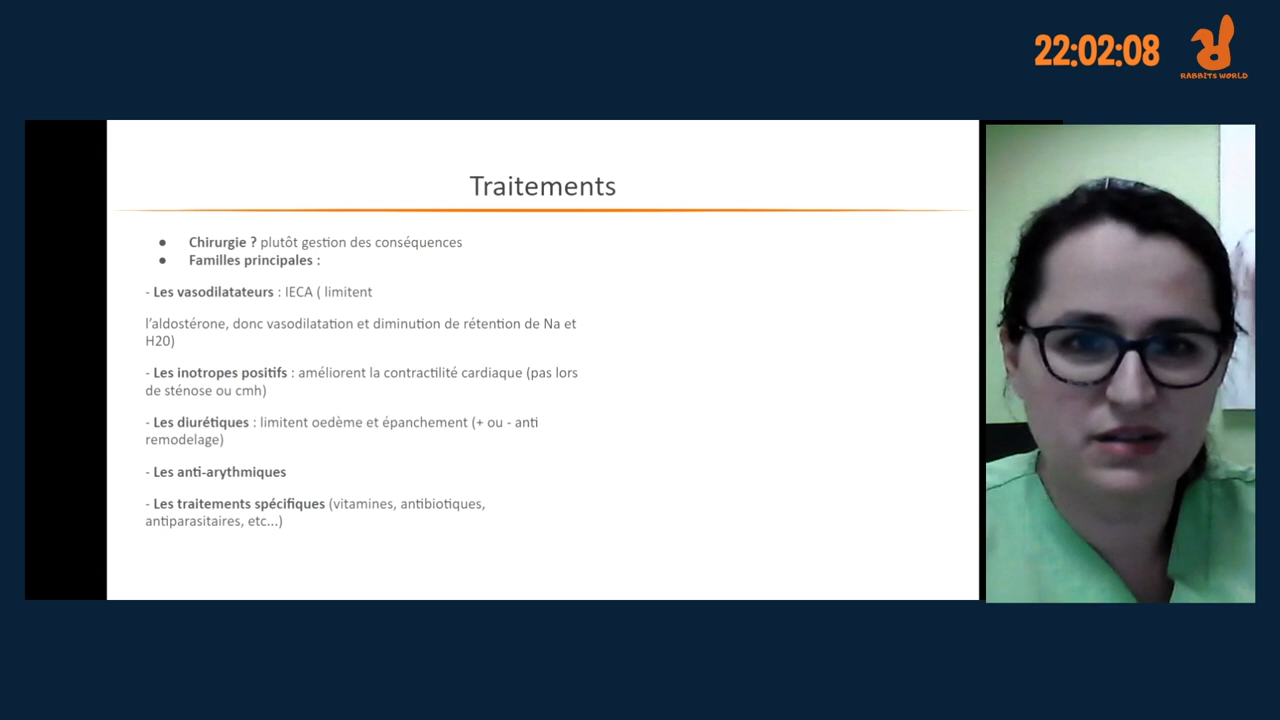 22:02:08
RABBITS WORLD
Traitements
● Chirurgie ? plutôt gestion des conséquences
● Familles principales :
- Les vasodilatateurs : IECA ( limitent
l'aldostérone, donc vasodilatation et diminution de rétention de Na et
H20)
- Les inotropes positifs : améliorent la contractilité cardiaque (pas lors
de sténose ou cmh)
- Les diurétiques : limitent oedème et épanchement (+ ou - anti
remodelage)
- Les anti-arythmiques
- Les traitements spécifiques (vitamines, antibiotiques,
antiparasitaires, etc...)